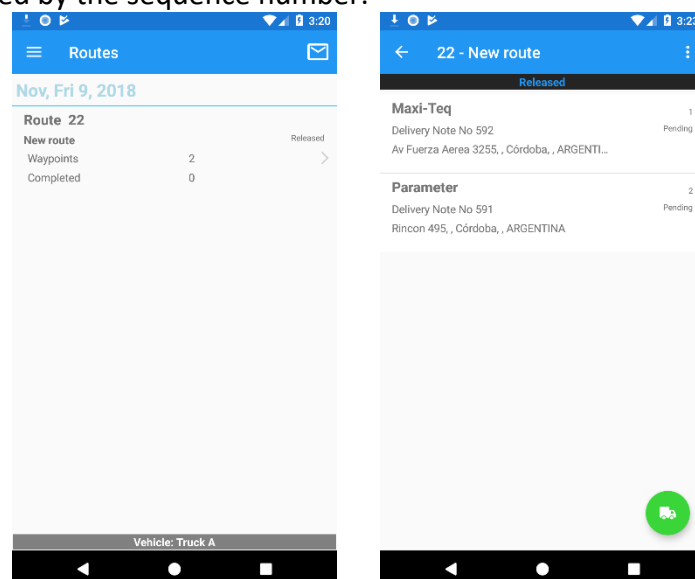 ed by the sequence number.
3:20
Routes
Nov, Fri 9, 2018
Route 22
New route
Released
Waypoints 2
Completed 0
Vehicle: Truck A
3:23
22 - New route
Released
Maxi-Teq
1
Delivery Note No 592
Pending
Av Fuerza Aerea 3255, , Córdoba, , ARGENTI...
Parameter
2
Delivery Note No 591
Pending
Rincon 495, , Córdoba, , ARGENTINA